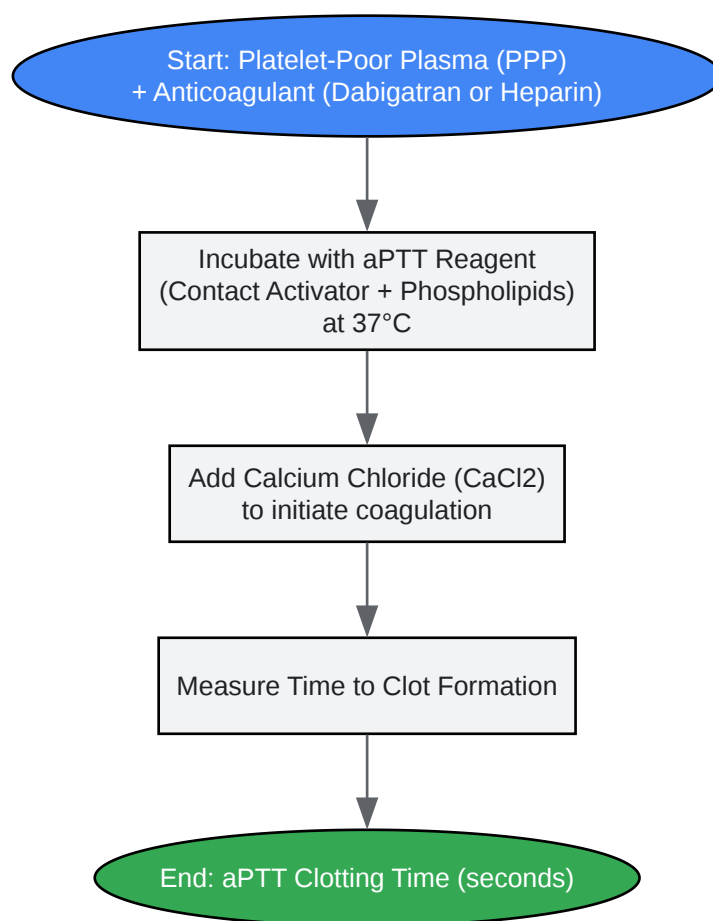 Start: Platelet-Poor Plasma (PPP)
+ Anticoagulant (Dabigatran or Heparin)
Incubate with aPTT Reagent
(Contact Activator + Phospholipids)
at 37°C
Add Calcium Chloride (CaCl2)
to initiate coagulation
Measure Time to Clot Formation
End: aPTT Clotting Time (seconds)